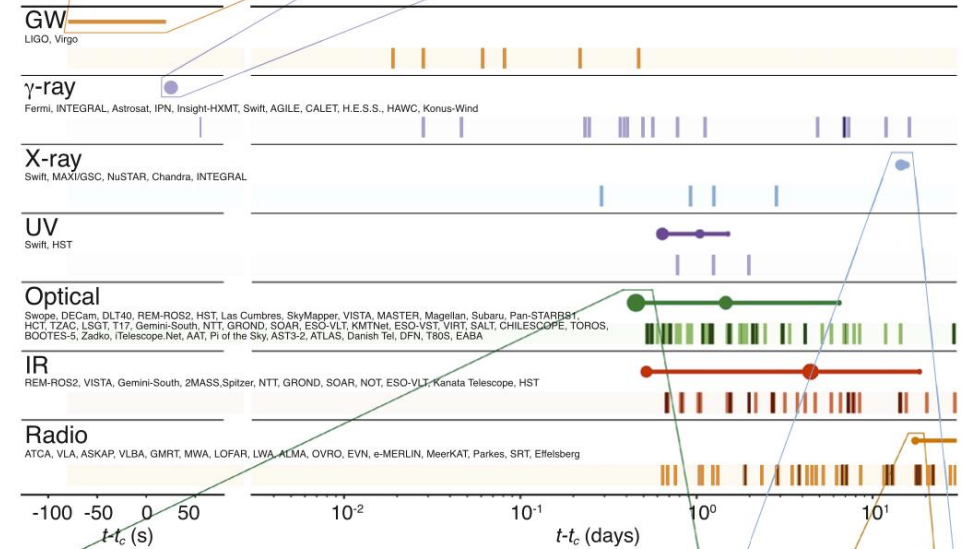 GW
LIGO, Virgo
γ-ray
Fermi, INTEGRAL, Astrosat, IPN, Insight-HXMT, Swift, AGILE, CALET, H.E.S.S., HAWC, Konus-Wind
X-ray
Swift, MAXI/GSC, NuSTAR, Chandra, INTEGRAL
UV
Swift, HST
Optical
Swope, DECam, DLT40, REM-ROS2, HST, Las Cumbres, SkyMapper, VISTA, MASTER, Magellan, Subaru, Pan-STARRS1,
HCT, TZAC, LSGT, T17, Gemini-South, NTT, GROND, SOAR, ESO-VLT, KMTNet, ESO-VST, VIRT, SALT, CHILESCOPE, TOROS,
BOOTES-5, Zadko, iTelescope.Net, AAT, Pi of the Sky, AST3-2, ATLAS, Danish Tel, DFN, T80S, EABA
IR
REM-ROS2, VISTA, Gemini-South, 2MASS,Spitzer, NTT, GROND, SOAR, NOT, ESO-VLT, Kanata Telescope, HST
Radio
ATCA, VLA, ASKAP, VLBA, GMRT, MWA, LOFAR, LWA, ALMA, OVRO, EVN, e-MERLIN, MeerKAT, Parkes, SRT, Effelsberg
-100 -50 0 50 10⁻² 10⁻¹ 10⁰ 10¹
t-tc (s) t-tc (days)